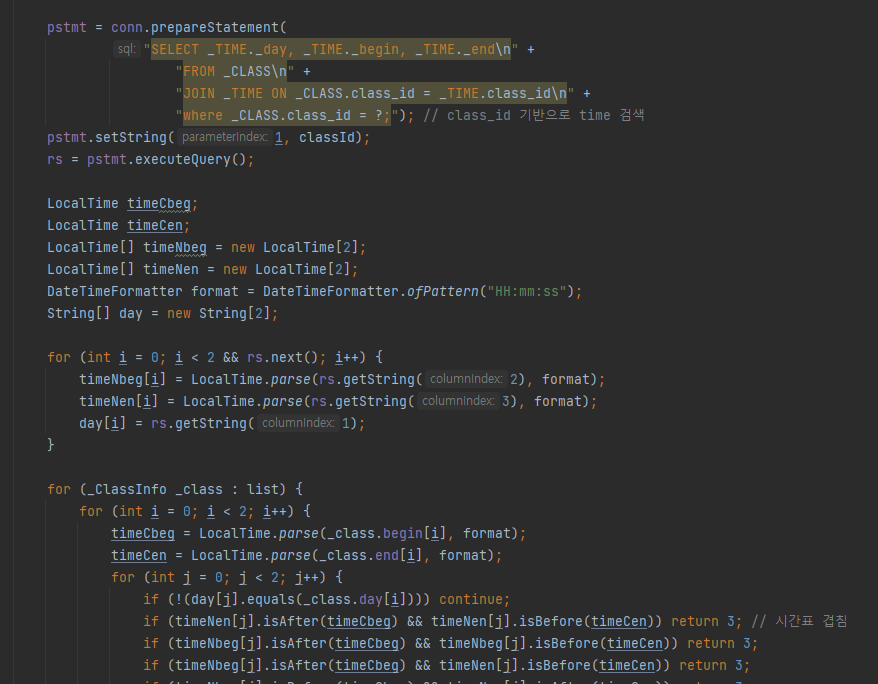 pstmt = conn.prepareStatement(
sql: "SELECT _TIME._day, _TIME._begin, _TIME._end\n" +
"FROM _CLASS\n" +
"JOIN _TIME ON _CLASS.class_id = _TIME.class_id\n" +
"where _CLASS.class_id = ?;"); // class_id 기반으로 time 검색
pstmt.setString( parameterIndex: 1, classId);
rs = pstmt.executeQuery();
LocalTime timeCbeg;
LocalTime timeCen;
LocalTime[] timeNbeg = new LocalTime[2];
LocalTime[] timeNen = new LocalTime[2];
DateTimeFormatter format = DateTimeFormatter.ofPattern("HH:mm:ss");
String[] day = new String[2];
for (int i = 0; i < 2 && rs.next(); i++) {
timeNbeg[i] = LocalTime.parse(rs.getString( columnIndex: 2), format);
timeNen[i] = LocalTime.parse(rs.getString( columnIndex: 3), format);
day[i] = rs.getString( columnIndex: 1);
}
for (_ClassInfo _class : list) {
for (int i = 0; i < 2; i++) {
timeCbeg = LocalTime.parse(_class.begin[i], format);
timeCen = LocalTime.parse(_class.end[i], format);
for (int j = 0; j < 2; j++) {
if (!(day[j].equals(_class.day[i]))) continue;
if (timeNen[j].isAfter(timeCbeg) && timeNen[j].isBefore(timeCen)) return 3; // 시간표 겹침
if (timeNbeg[j].isAfter(timeCbeg) && timeNbeg[j].isBefore(timeCen)) return 3;
if (timeNbeg[j].isAfter(timeCbeg) && timeNen[j].isBefore(timeCen)) return 3;